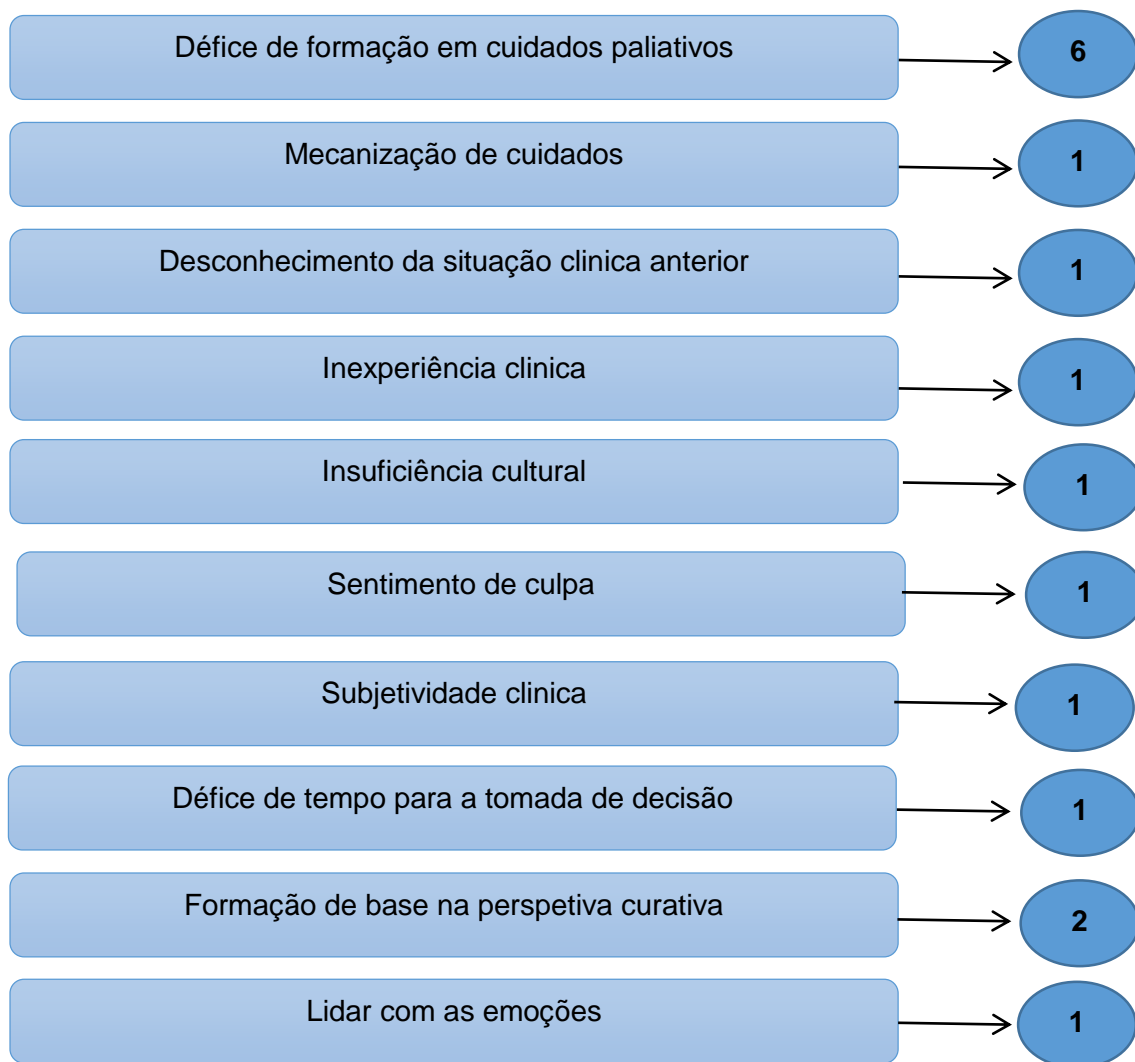 Défice de formação em cuidados paliativos
6
Mecanização de cuidados
1
Desconhecimento da situação clinica anterior
1
Inexperiência clinica
1
Insuficiência cultural
1
Sentimento de culpa
1
Subjetividade clinica
1
Défice de tempo para a tomada de decisão
1
Formação de base na perspetiva curativa
2
Lidar com as emoções
1